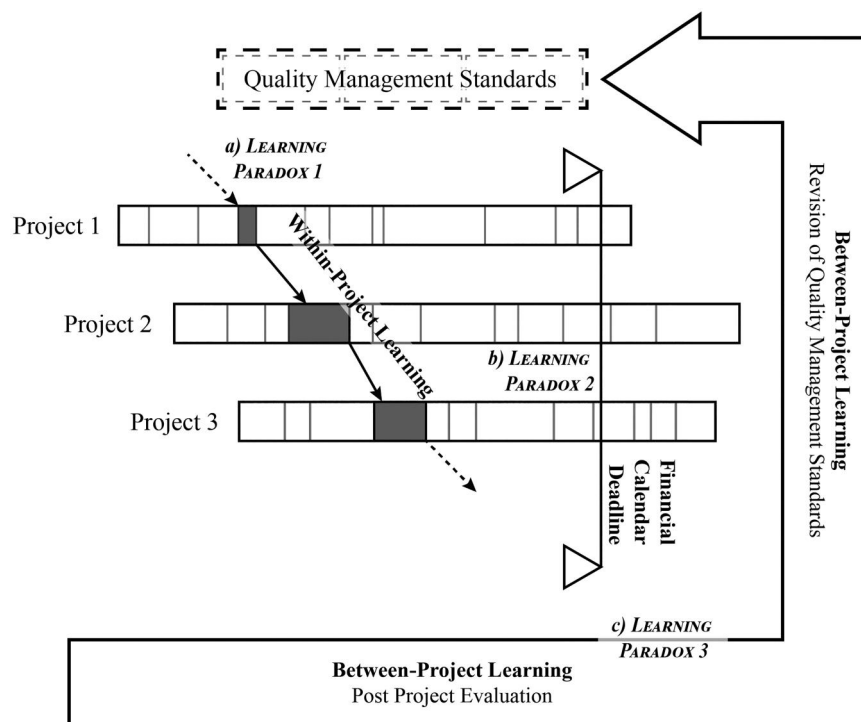 Quality Management Standards
a) LEARNING
PARADOX 1
Project 1
Within-Project Learning
Project 2
b) LEARNING
PARADOX 2
Project 3
Financial
Calendar
Deadline
Between-Project Learning
Revision of Quality Management Standards
c) LEARNING
PARADOX 3
Between-Project Learning
Post Project Evaluation